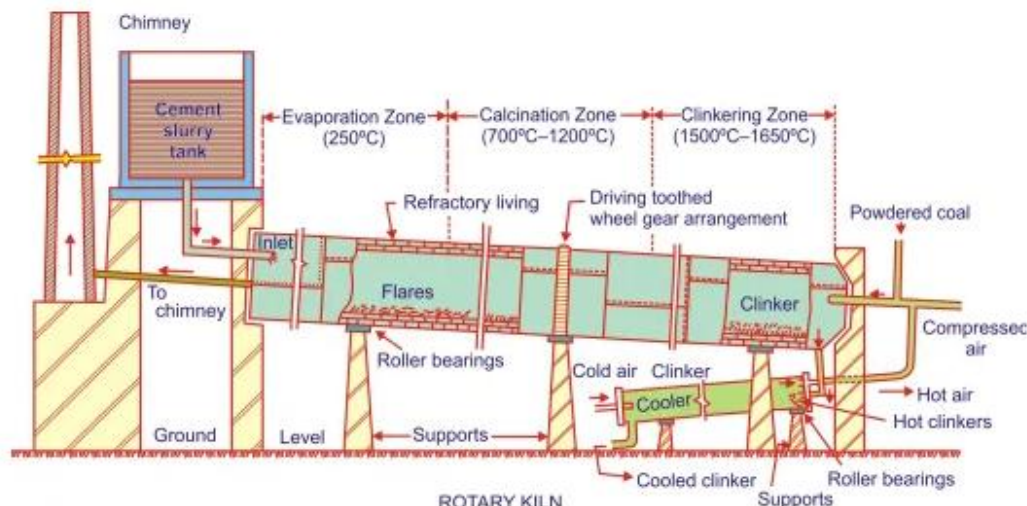 Chimney
Cement
slurry
tank
Evaporation Zone
(250ºC)
Calcination Zone
(700ºC–1200ºC)
Clinkering Zone
(1500ºC–1650ºC)
Refractory living
Driving toothed
wheel gear arrangement
Powdered coal
Inlet
Flares
Clinker
To
chimney
Roller bearings
Compressed
air
Cold air
Clinker
Cooler
Hot air
Hot clinkers
Ground
Level
Supports
Cooled clinker
Supports
Roller bearings
ROTARY KILN